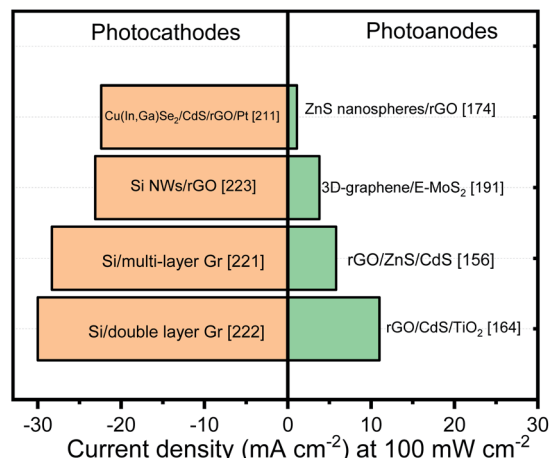 Photocathodes
Photoanodes
Cu(In,Ga)Se₂/CdS/rGO/Pt [211]
ZnS nanospheres/rGO [174]
Si NWs/rGO [223]
3D-graphene/E-MoS₂ [191]
Si/multi-layer Gr [221]
rGO/ZnS/CdS [156]
Si/double layer Gr [222]
rGO/CdS/TiO₂ [164]
-30 -20 -10 0 10 20 30
Current density (mA cm⁻²) at 100 mW cm⁻²